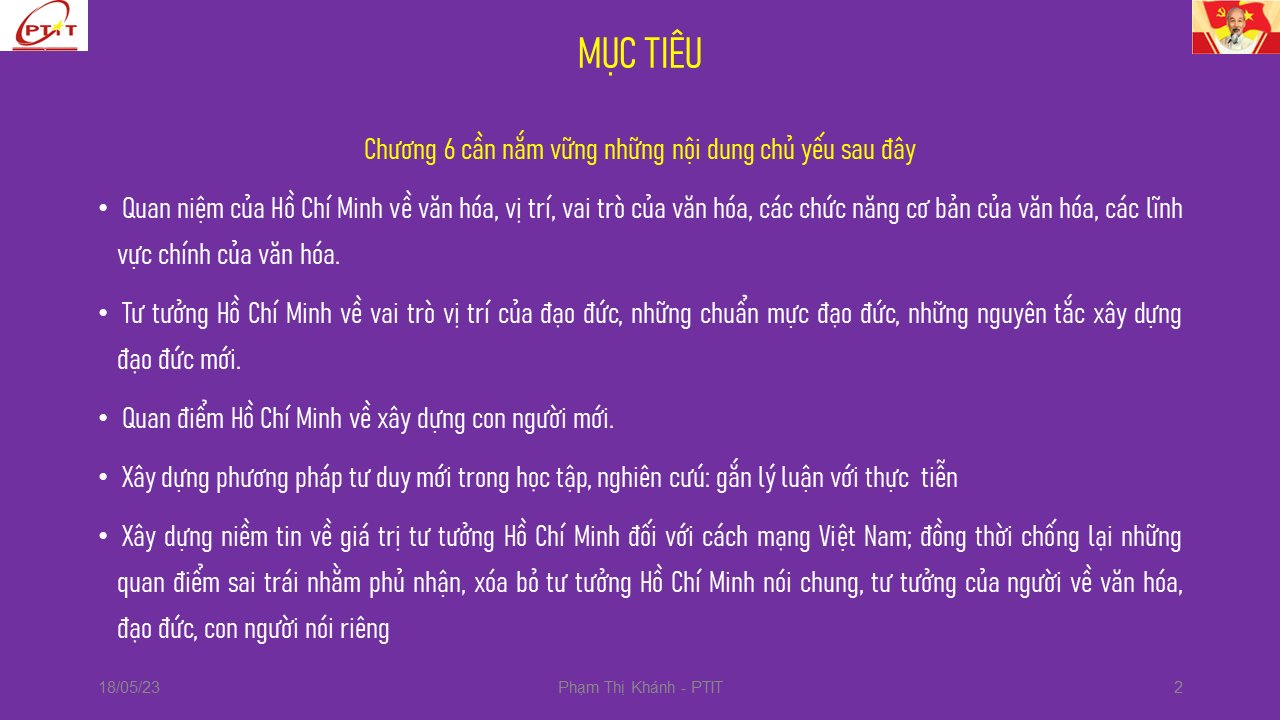 PTIT
MỤC TIÊU
Chương 6 cần nắm vững những nội dung chủ yếu sau đây
• Quan niệm của Hồ Chí Minh về văn hóa, vị trí, vai trò của văn hóa, các chức năng cơ bản của văn hóa, các lĩnh
vực chính của văn hóa.
• Tư tưởng Hồ Chí Minh về vai trò vị trí của đạo đức, những chuẩn mực đạo đức, những nguyên tắc xây dựng
đạo đức mới.
• Quan điểm Hồ Chí Minh về xây dựng con người mới.
• Xây dựng phương pháp tư duy mới trong học tập, nghiên cứú: gắn lý luận với thực  tiễn
• Xây dựng niềm tin về giá trị tư tưởng Hồ Chí Minh đối với cách mạng Việt Nam; đồng thời chống lại những
quan điểm sai trái nhằm phủ nhận, xóa bỏ tư tưởng Hồ Chí Minh nói chung, tư tưởng của người về văn hóa,
đạo đức, con người nói riêng
18/05/23
Phạm Thị Khánh - PTIT
2